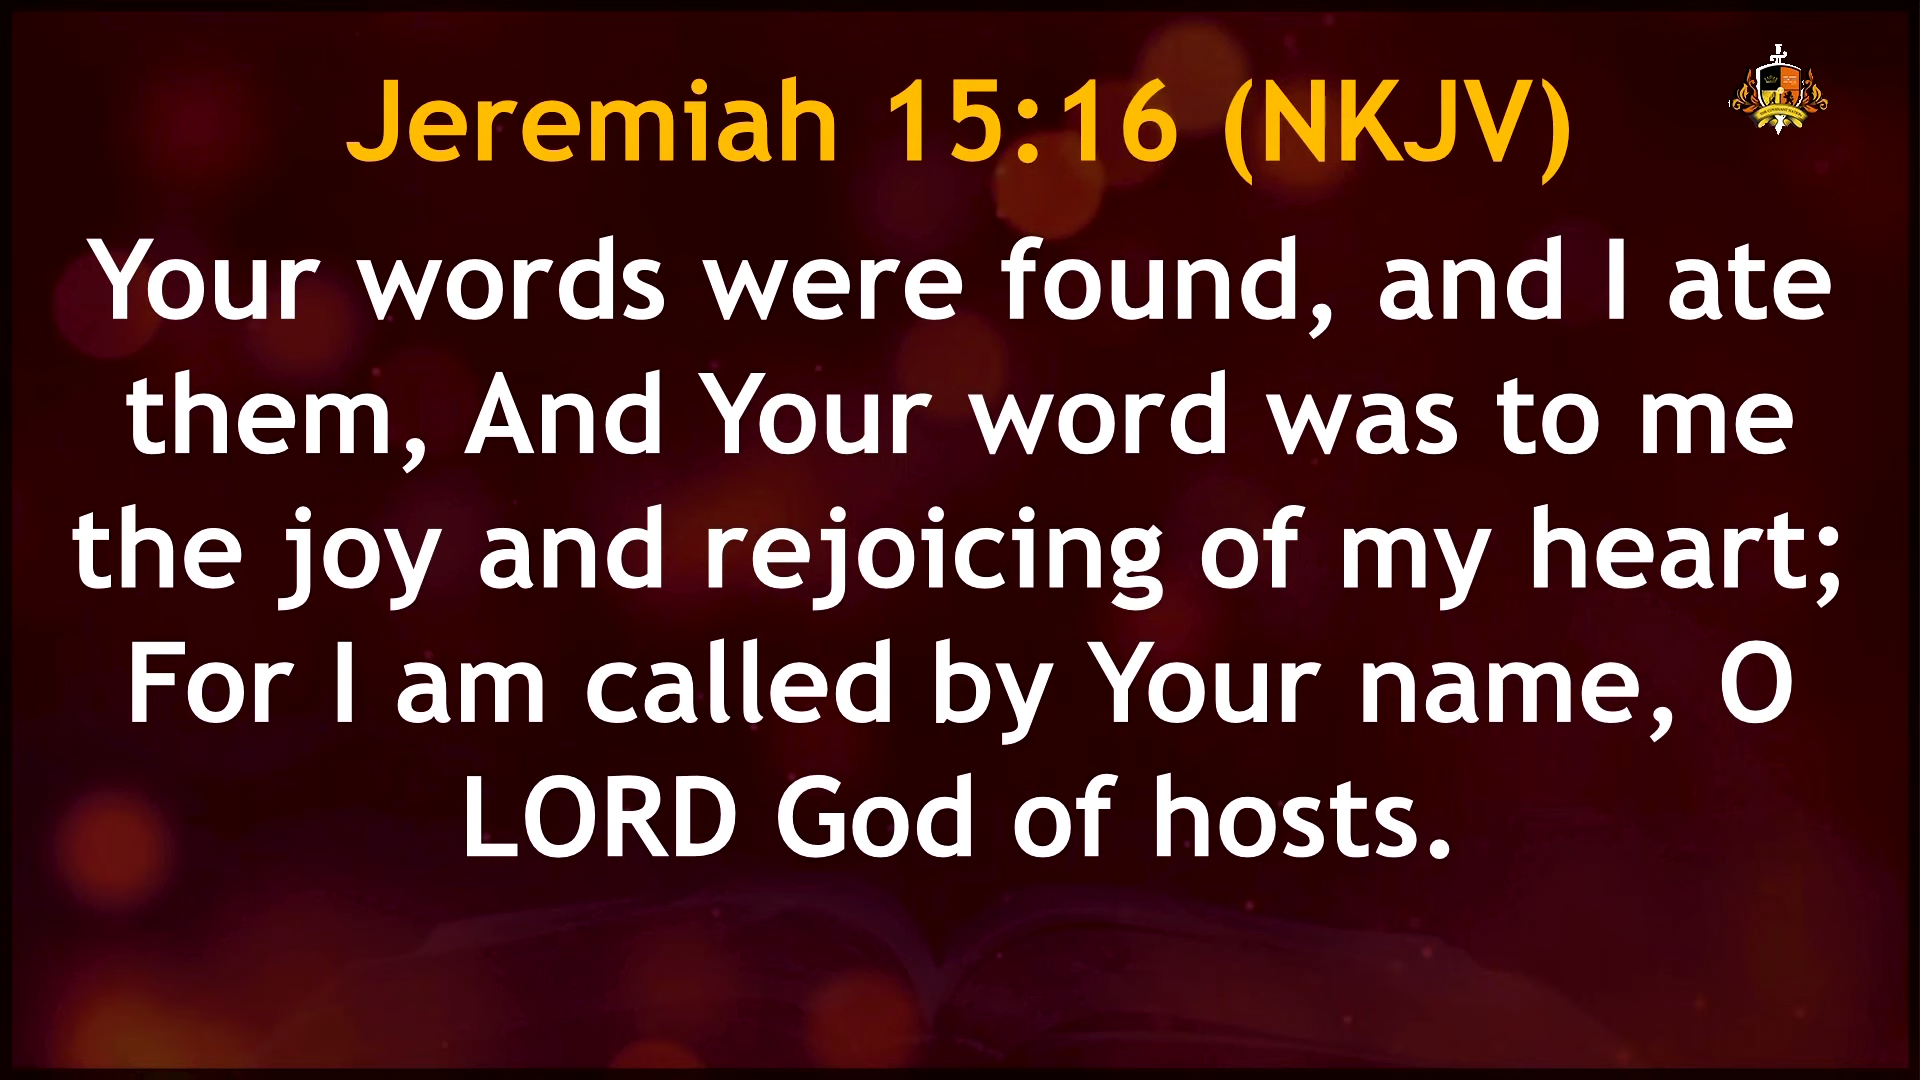 Jeremiah 15:16 (NKJV)
Your words were found, and I ate
them, And Your word was to me
the joy and rejoicing of my heart;
For I am called by Your name, O
LORD God of hosts.